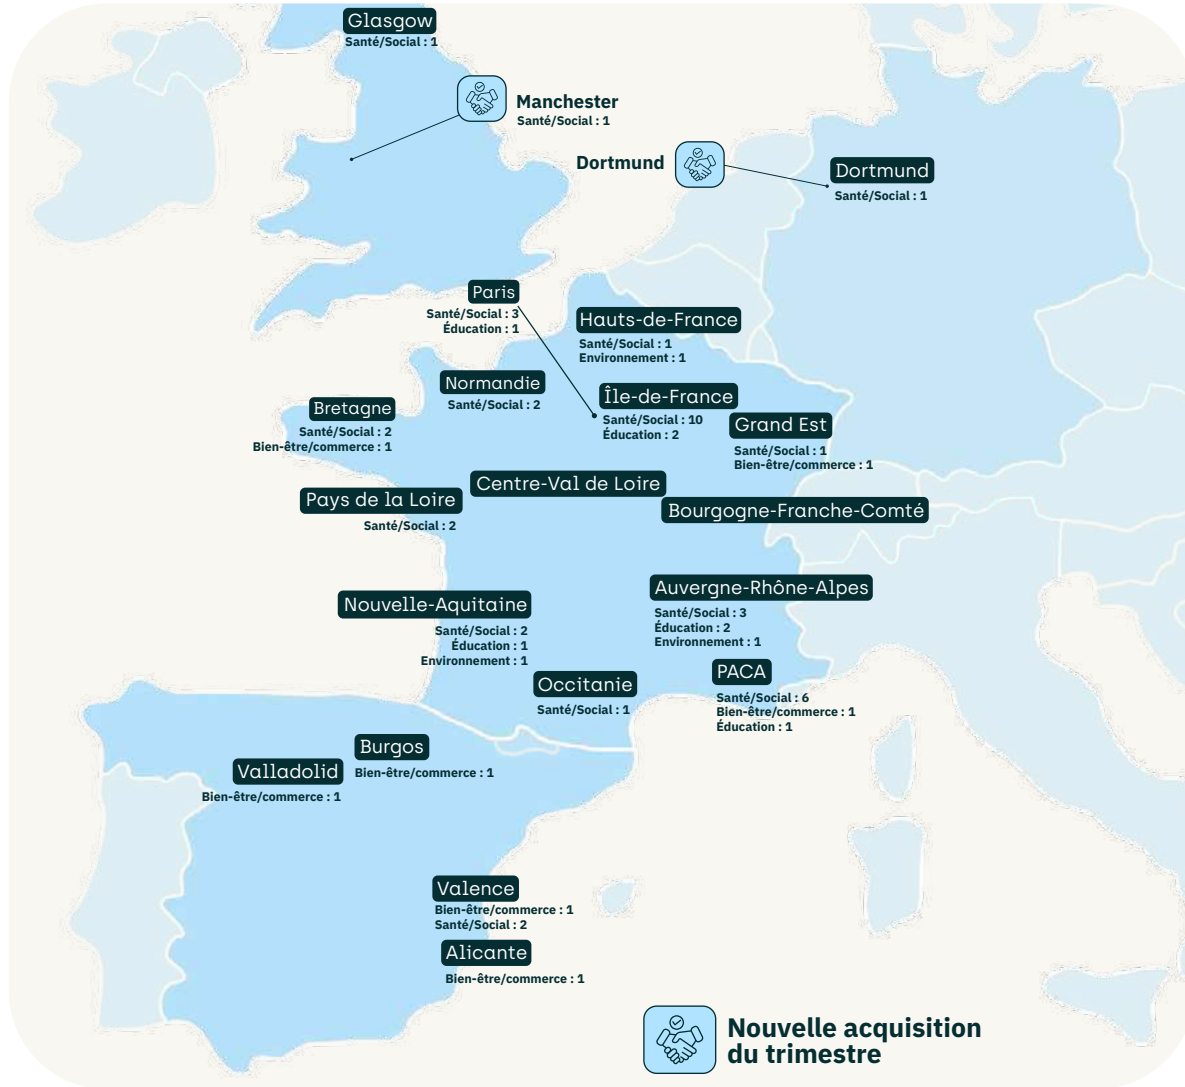 Glasgow
Santé/Social : 1
Manchester
Santé/Social : 1
Dortmund
Dortmund
Santé/Social : 1
Paris
Santé/Social : 3
Éducation : 1
Hauts-de-France
Santé/Social : 1
Environnement : 1
Normandie
Santé/Social : 2
Île-de-France
Santé/Social : 10
Éducation : 2
Bretagne
Santé/Social : 2
Bien-être/commerce : 1
Grand Est
Santé/Social : 1
Bien-être/commerce : 1
Centre-Val de Loire
Pays de la Loire
Santé/Social : 2
Bourgogne-Franche-Comté
Auvergne-Rhône-Alpes
Santé/Social : 3
Éducation : 2
Environnement : 1
Nouvelle-Aquitaine
Santé/Social : 2
Éducation : 1
Environnement : 1
PACA
Santé/Social : 6
Bien-être/commerce : 1
Éducation : 1
Occitanie
Santé/Social : 1
Burgos
Bien-être/commerce : 1
Valladolid
Bien-être/commerce : 1
Valence
Bien-être/commerce : 1
Santé/Social : 2
Alicante
Bien-être/commerce : 1
Nouvelle acquisition
du trimestre